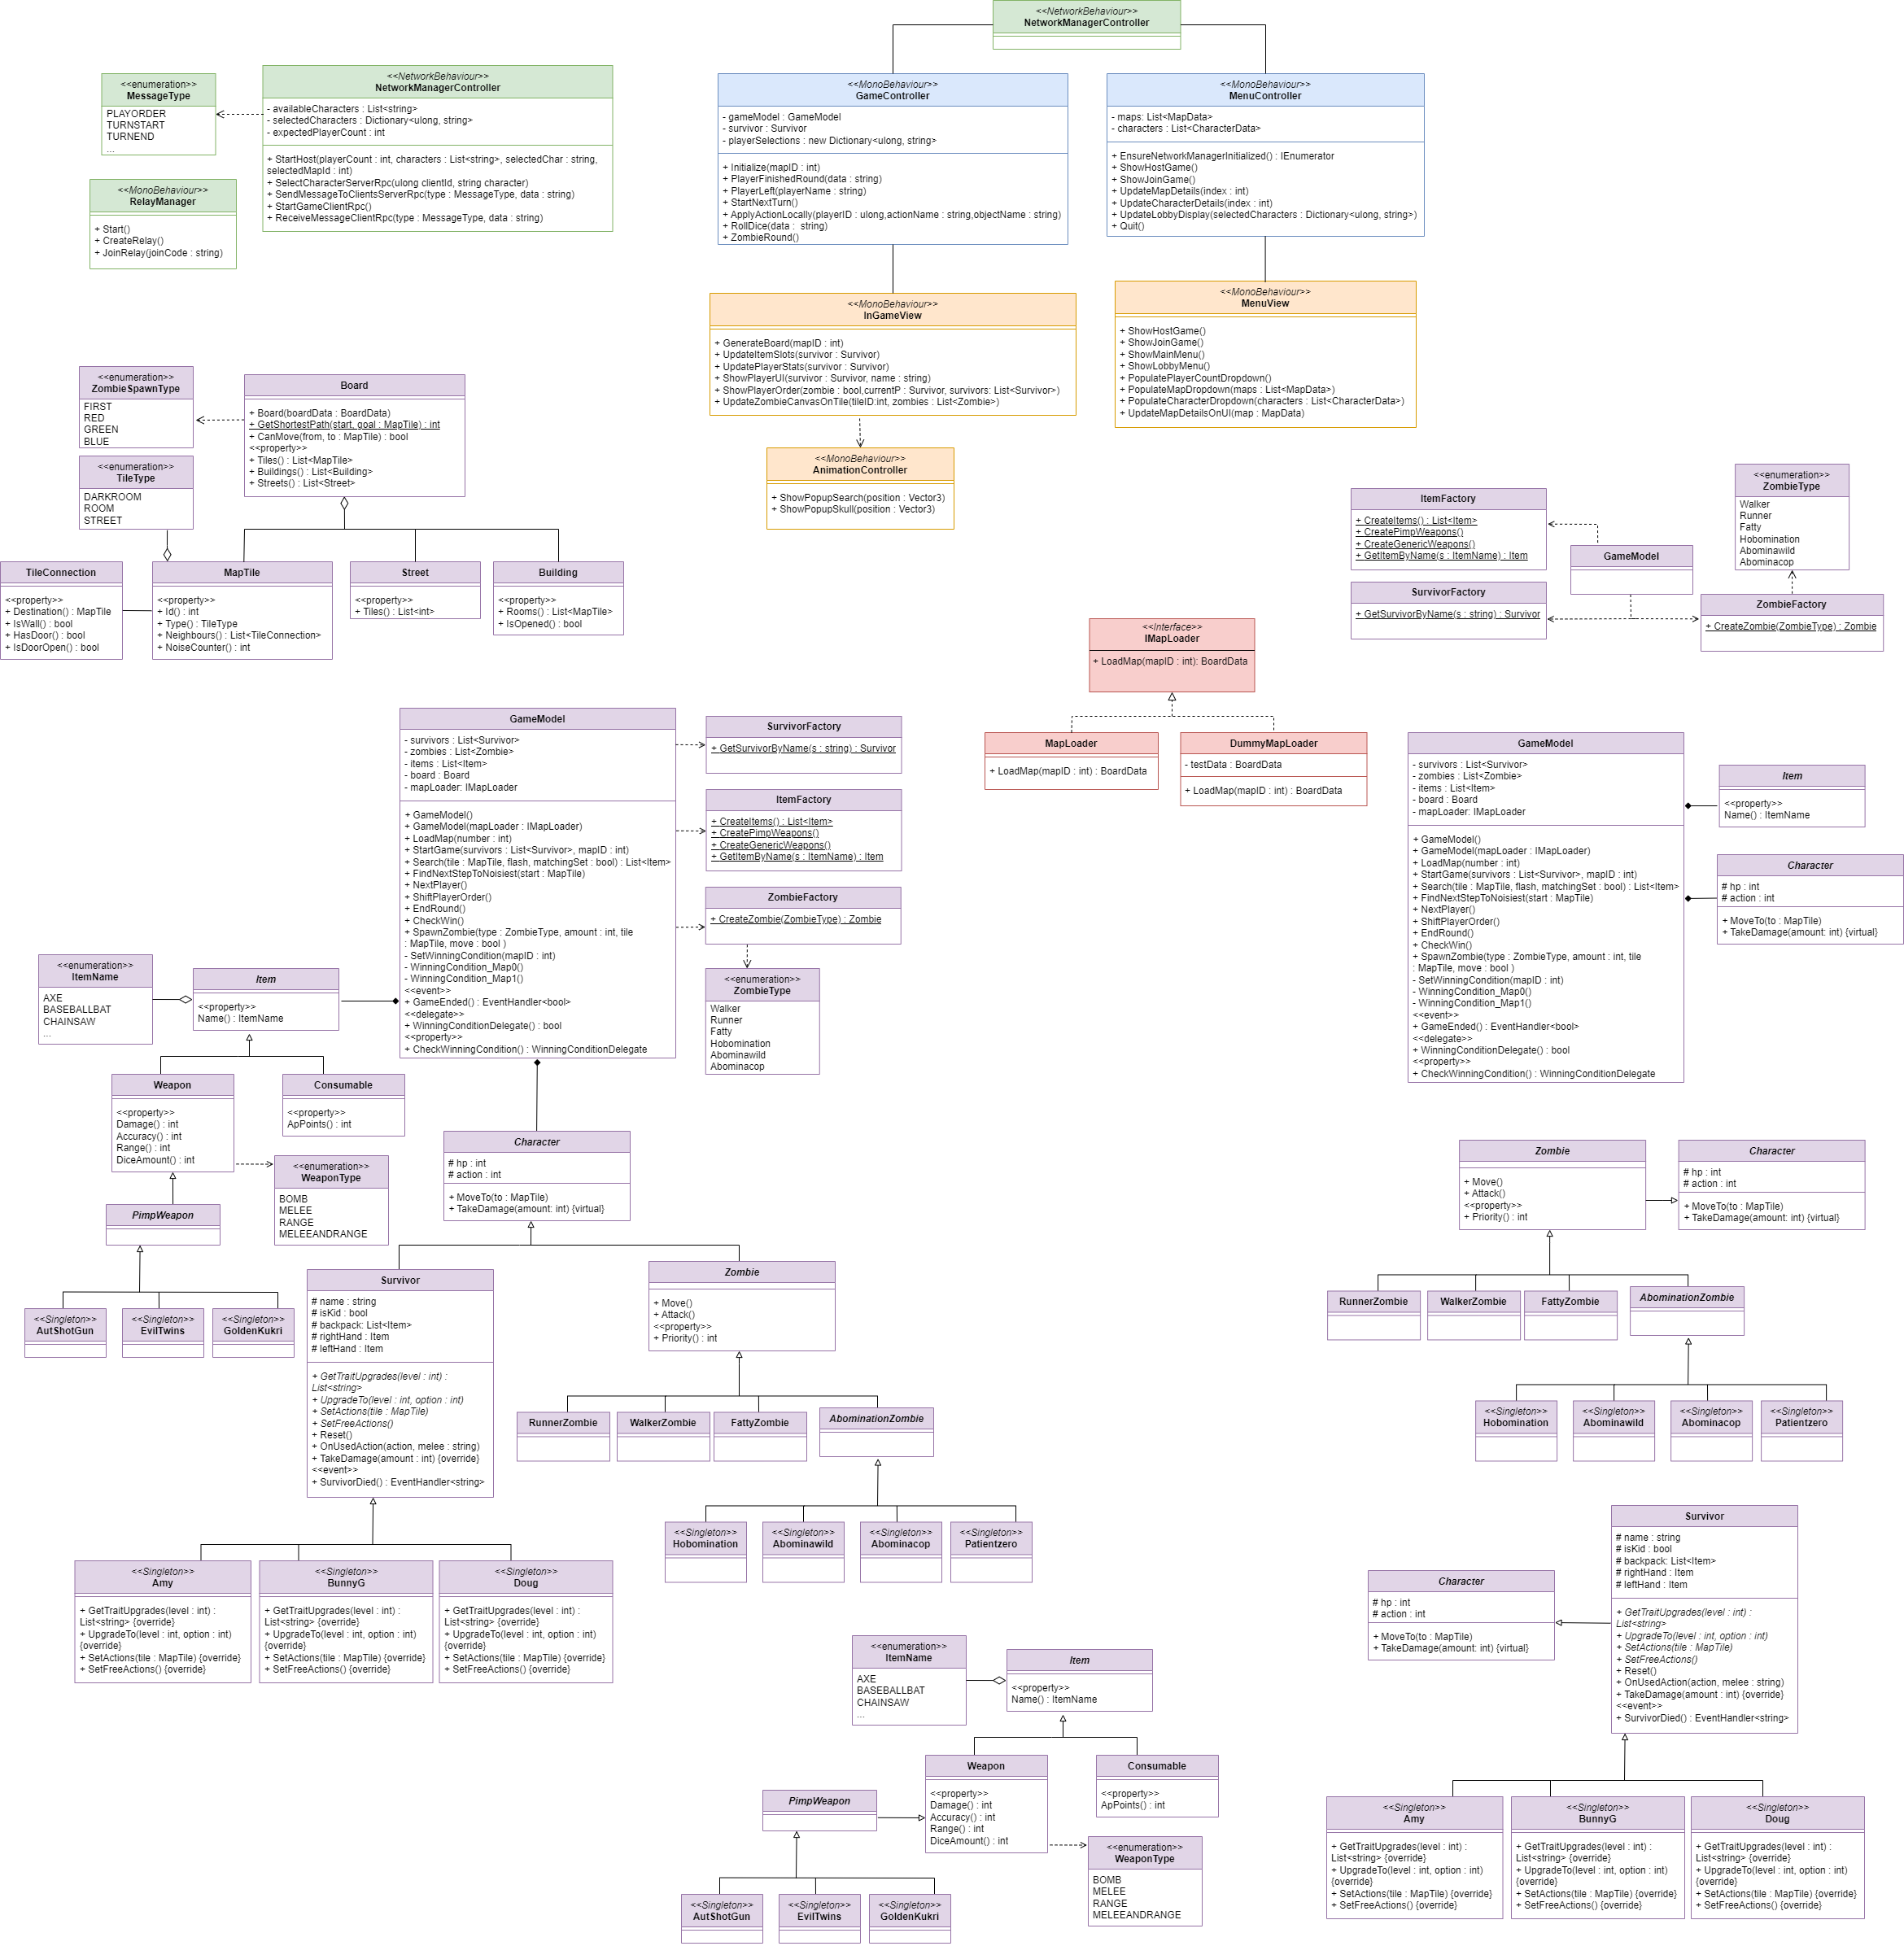 <<NetworkBehaviour>>
NetworkManagerController
<<enumeration>>
MessageType
PLAYORDER
TURNSTART
TURNEND
...
<<NetworkBehaviour>>
NetworkManagerController
- availableCharacters : List<string>
- selectedCharacters : Dictionary<ulong, string>
- expectedPlayerCount : int
+ StartHost(playerCount : int, characters : List<string>, selectedChar : string,
selectedMapId : int)
+ SelectCharacterServerRpc(ulong clientId, string character)
+ SendMessageToClientsServerRpc(type : MessageType, data : string)
+ StartGameClientRpc()
+ ReceiveMessageClientRpc(type : MessageType, data : string)
<<MonoBehaviour>>
RelayManager
+ Start()
+ CreateRelay()
+ JoinRelay(joinCode : string)
<<MonoBehaviour>>
GameController
- gameModel : GameModel
- survivor : Survivor
- playerSelections : new Dictionary<ulong, string>
+ Initialize(mapID : int)
+ PlayerFinishedRound(data : string)
+ PlayerLeft(playerName : string)
+ StartNextTurn()
+ ApplyActionLocally(playerID : ulong,actionName : string,objectName : string)
+ RollDice(data :  string)
+ ZombieRound()
<<MonoBehaviour>>
MenuController
- maps: List<MapData>
- characters : List<CharacterData>
+ EnsureNetworkManagerInitialized() : IEnumerator
+ ShowHostGame()
+ ShowJoinGame()
+ UpdateMapDetails(index : int)
+ UpdateCharacterDetails(index : int)
+ UpdateLobbyDisplay(selectedCharacters : Dictionary<ulong, string>)
+ Quit()
<<MonoBehaviour>>
InGameView
+ GenerateBoard(mapID : int)
+ UpdateItemSlots(survivor : Survivor)
+ UpdatePlayerStats(survivor : Survivor)
+ ShowPlayerUI(survivor : Survivor, name : string)
+ ShowPlayerOrder(zombie : bool,currentP : Survivor, survivors: List<Survivor>)
+ UpdateZombieCanvasOnTile(tileID:int, zombies : List<Zombie>)
<<MonoBehaviour>>
MenuView
+ ShowHostGame()
+ ShowJoinGame()
+ ShowMainMenu()
+ ShowLobbyMenu()
+ PopulatePlayerCountDropdown()
+ PopulateMapDropdown(maps : List<MapData>)
+ PopulateCharacterDropdown(characters : List<CharacterData>)
+ UpdateMapDetailsOnUI(map : MapData)
<<MonoBehaviour>>
AnimationController
+ ShowPopupSearch(position : Vector3)
+ ShowPopupSkull(position : Vector3)
<<enumeration>>
ZombieSpawnType
FIRST
RED
GREEN
BLUE
<<enumeration>>
TileType
DARKROOM
ROOM
STREET
Board
+ Board(boardData : BoardData)
+ GetShortestPath(start, goal : MapTile) : int
+ CanMove(from, to : MapTile) : bool
<<property>>
+ Tiles() : List<MapTile>
+ Buildings() : List<Building>
+ Streets() : List<Street>
TileConnection
<<property>>
+ Destination() : MapTile
+ IsWall() : bool
+ HasDoor() : bool
+ IsDoorOpen() : bool
MapTile
<<property>>
+ Id() : int
+ Type() : TileType
+ Neighbours() : List<TileConnection>
+ NoiseCounter() : int
Street
<<property>>
+ Tiles() : List<int>
Building
<<property>>
+ Rooms() : List<MapTile>
+ IsOpened() : bool
ItemFactory
+ CreateItems() : List<Item>
+ CreatePimpWeapons()
+ CreateGenericWeapons()
+ GetItemByName(s : ItemName) : Item
GameModel
<<enumeration>>
ZombieType
Walker
Runner
Fatty
Hobomination
Abominawild
Abominacop
SurvivorFactory
+ GetSurvivorByName(s : string) : Survivor
ZombieFactory
+ CreateZombie(ZombieType) : Zombie
<<Interface>>
IMapLoader
+ LoadMap(mapID : int): BoardData
MapLoader
+ LoadMap(mapID : int) : BoardData
DummyMapLoader
- testData : BoardData
+ LoadMap(mapID : int) : BoardData
GameModel
- survivors : List<Survivor>
- zombies : List<Zombie>
- items : List<Item>
- board : Board
- mapLoader: IMapLoader
+ GameModel()
+ GameModel(mapLoader : IMapLoader)
+ LoadMap(number : int)
+ StartGame(survivors : List<Survivor>, mapID : int)
+ Search(tile : MapTile, flash, matchingSet : bool) : List<Item>
+ FindNextStepToNoisiest(start : MapTile)
+ NextPlayer()
+ ShiftPlayerOrder()
+ EndRound()
+ CheckWin()
+ SpawnZombie(type : ZombieType, amount : int, tile
: MapTile, move : bool )
- SetWinningCondition(mapID : int)
- WinningCondition_Map0()
- WinningCondition_Map1()
<<event>>
+ GameEnded() : EventHandler<bool>
<<delegate>>
+ WinningConditionDelegate() : bool
<<property>>
+ CheckWinningCondition() : WinningConditionDelegate
SurvivorFactory
+ GetSurvivorByName(s : string) : Survivor
ItemFactory
+ CreateItems() : List<Item>
+ CreatePimpWeapons()
+ CreateGenericWeapons()
+ GetItemByName(s : ItemName) : Item
ZombieFactory
+ CreateZombie(ZombieType) : Zombie
<<enumeration>>
ZombieType
Walker
Runner
Fatty
Hobomination
Abominawild
Abominacop
GameModel
- survivors : List<Survivor>
- zombies : List<Zombie>
- items : List<Item>
- board : Board
- mapLoader: IMapLoader
+ GameModel()
+ GameModel(mapLoader : IMapLoader)
+ LoadMap(number : int)
+ StartGame(survivors : List<Survivor>, mapID : int)
+ Search(tile : MapTile, flash, matchingSet : bool) : List<Item>
+ FindNextStepToNoisiest(start : MapTile)
+ NextPlayer()
+ ShiftPlayerOrder()
+ EndRound()
+ CheckWin()
+ SpawnZombie(type : ZombieType, amount : int, tile
: MapTile, move : bool )
- SetWinningCondition(mapID : int)
- WinningCondition_Map0()
- WinningCondition_Map1()
<<event>>
+ GameEnded() : EventHandler<bool>
<<delegate>>
+ WinningConditionDelegate() : bool
<<property>>
+ CheckWinningCondition() : WinningConditionDelegate
Item
<<property>>
Name() : ItemName
Character
# hp : int
# action : int
+ MoveTo(to : MapTile)
+ TakeDamage(amount: int) {virtual}
<<enumeration>>
ItemName
AXE
BASEBALLBAT
CHAINSAW
...
Item
<<property>>
Name() : ItemName
Weapon
<<property>>
Damage() : int
Accuracy() : int
Range() : int
DiceAmount() : int
Consumable
<<property>>
ApPoints() : int
<<enumeration>>
WeaponType
BOMB
MELEE
RANGE
MELEEANDRANGE
PimpWeapon
<<Singleton>>
AutShotGun
<<Singleton>>
EvilTwins
<<Singleton>>
GoldenKukri
Character
# hp : int
# action : int
+ MoveTo(to : MapTile)
+ TakeDamage(amount: int) {virtual}
Survivor
# name : string
# isKid : bool
# backpack: List<Item>
# rightHand : Item
# leftHand : Item
+ GetTraitUpgrades(level : int) :
List<string>
+ UpgradeTo(level : int, option : int)
+ SetActions(tile : MapTile)
+ SetFreeActions()
+ Reset()
+ OnUsedAction(action, melee : string)
+ TakeDamage(amount : int) {override}
<<event>>
+ SurvivorDied() : EventHandler<string>
Zombie
+ Move()
+ Attack()
<<property>>
+ Priority() : int
RunnerZombie
WalkerZombie
FattyZombie
AbominationZombie
<<Singleton>>
Hobomination
<<Singleton>>
Abominawild
<<Singleton>>
Abominacop
<<Singleton>>
Patientzero
<<Singleton>>
Amy
+ GetTraitUpgrades(level : int) :
List<string> {override}
+ UpgradeTo(level : int, option : int)
{override}
+ SetActions(tile : MapTile) {override}
+ SetFreeActions() {override}
<<Singleton>>
BunnyG
+ GetTraitUpgrades(level : int) :
List<string> {override}
+ UpgradeTo(level : int, option : int)
{override}
+ SetActions(tile : MapTile) {override}
+ SetFreeActions() {override}
<<Singleton>>
Doug
+ GetTraitUpgrades(level : int) :
List<string> {override}
+ UpgradeTo(level : int, option : int)
{override}
+ SetActions(tile : MapTile) {override}
+ SetFreeActions() {override}
Zombie
+ Move()
+ Attack()
<<property>>
+ Priority() : int
Character
# hp : int
# action : int
+ MoveTo(to : MapTile)
+ TakeDamage(amount: int) {virtual}
RunnerZombie
WalkerZombie
FattyZombie
AbominationZombie
<<Singleton>>
Hobomination
<<Singleton>>
Abominawild
<<Singleton>>
Abominacop
<<Singleton>>
Patientzero
Survivor
# name : string
# isKid : bool
# backpack: List<Item>
# rightHand : Item
# leftHand : Item
+ GetTraitUpgrades(level : int) :
List<string>
+ UpgradeTo(level : int, option : int)
+ SetActions(tile : MapTile)
+ SetFreeActions()
+ Reset()
+ OnUsedAction(action, melee : string)
+ TakeDamage(amount : int) {override}
<<event>>
+ SurvivorDied() : EventHandler<string>
Character
# hp : int
# action : int
+ MoveTo(to : MapTile)
+ TakeDamage(amount: int) {virtual}
<<Singleton>>
Amy
+ GetTraitUpgrades(level : int) :
List<string> {override}
+ UpgradeTo(level : int, option : int)
{override}
+ SetActions(tile : MapTile) {override}
+ SetFreeActions() {override}
<<Singleton>>
BunnyG
+ GetTraitUpgrades(level : int) :
List<string> {override}
+ UpgradeTo(level : int, option : int)
{override}
+ SetActions(tile : MapTile) {override}
+ SetFreeActions() {override}
<<Singleton>>
Doug
+ GetTraitUpgrades(level : int) :
List<string> {override}
+ UpgradeTo(level : int, option : int)
{override}
+ SetActions(tile : MapTile) {override}
+ SetFreeActions() {override}
<<enumeration>>
ItemName
AXE
BASEBALLBAT
CHAINSAW
...
Item
<<property>>
Name() : ItemName
Weapon
<<property>>
Damage() : int
Accuracy() : int
Range() : int
DiceAmount() : int
Consumable
<<property>>
ApPoints() : int
PimpWeapon
<<enumeration>>
WeaponType
BOMB
MELEE
RANGE
MELEEANDRANGE
<<Singleton>>
AutShotGun
<<Singleton>>
EvilTwins
<<Singleton>>
GoldenKukri